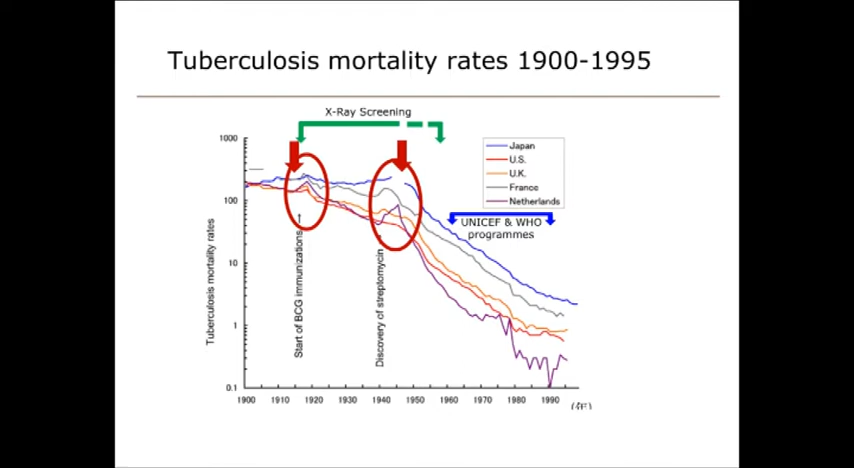 Tuberculosis mortality rates 1900-1995
X-Ray Screening
1000
100
10
1
0.1
Tuberculosis mortality rates
Japan
U.S.
U.K.
France
Netherlands
UNICEF & WHO
programmes
Start of BCG immunizations
Discovery of streptomycin
1900 1910 1920 1930 1940 1950 1960 1970 1980 1990
(年)